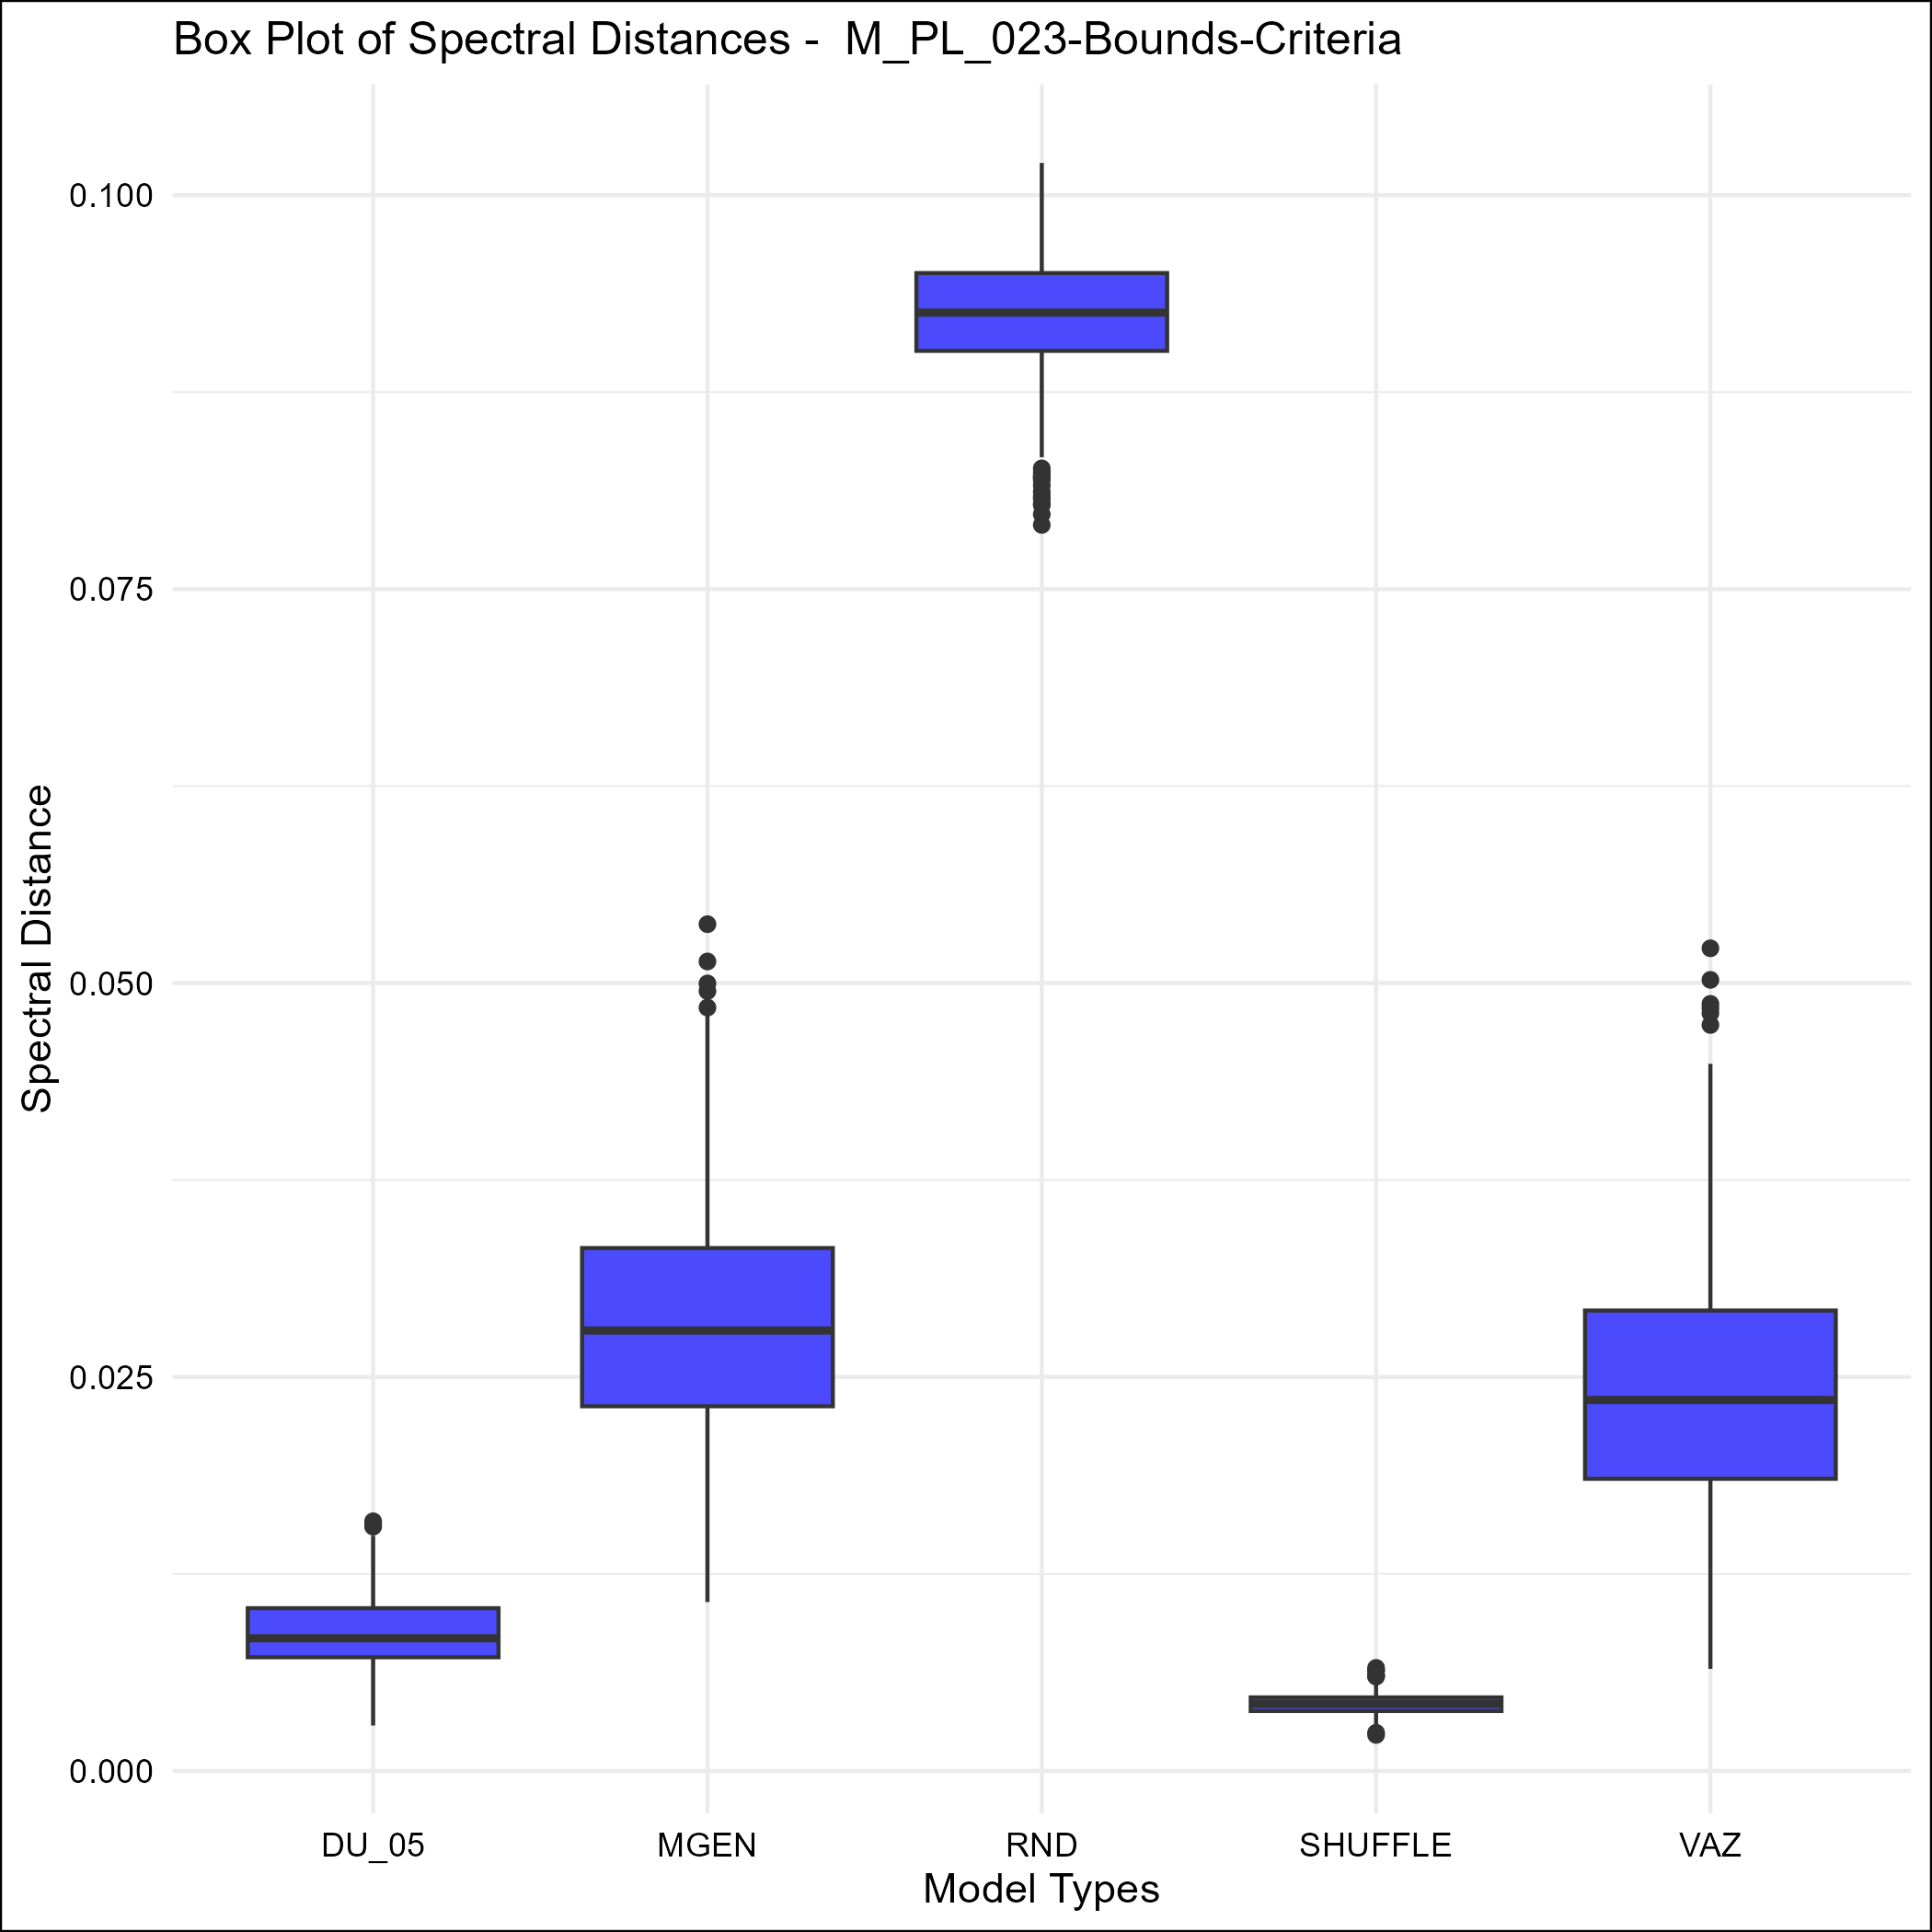 Box Plot of Spectral Distances -  M_PL_023-Bounds-Criteria
Spectral Distance
0.100
0.075
0.050
0.025
0.000
DU_05
MGEN
RND
SHUFFLE
VAZ
Model Types